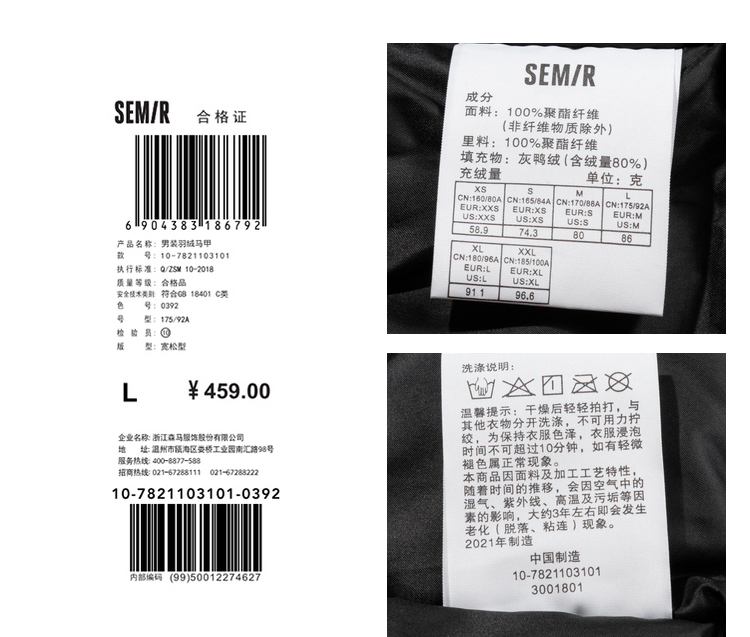 SEMIR 合格证
6 904383 186792
产品名称: 男装羽绒马甲
款 号: 10-7821103101
执行标准: Q/ZSM 10-2018
质量等级: 合格品
安全技术类别: 符合GB 18401 C类
色 号: 0392
号 型: 175/92A
检 验 员: 10
版 型: 宽松型
L ¥ 459.00
企业名称: 浙江森马服饰股份有限公司
地 址: 温州市瓯海区娄桥工业园南汇路98号
服务热线: 400-8877-588
招商热线: 021-67288111 021-67288222
10-7821103101-0392
内部编码 (99)50012274627
SEMIR
成分
面料: 100%聚酯纤维
(非纤维物质除外)
里料: 100%聚酯纤维
填充物: 灰鸭绒(含绒量80%)
充绒量 单位: 克
XS S M L
CN:160/80A CN:165/84A CN:170/88A CN:175/92A
EUR:XXS EUR:XS EUR:S EUR:M
US:XXS US:XS US:S US:M
58.9 74.3 80 86
XL XXL
CN:180/96A CN:185/100A
EUR:L EUR:XL
US:L US:XL
91.1 96.6
洗涤说明:
温馨提示: 干燥后轻轻拍打, 与
其他衣物分开洗涤, 不可用力拧
绞, 为保持衣服色泽, 衣服浸泡
时间不可超过10分钟, 如有轻微
褪色属正常现象。
本商品因面料及加工工艺特性,
随着时间的推移, 会因空气中的
湿气、紫外线、高温及污垢等因
素的影响, 大约3年左右即会发生
老化(脱落、粘连)现象。
2021年制造
中国制造
10-7821103101
3001801